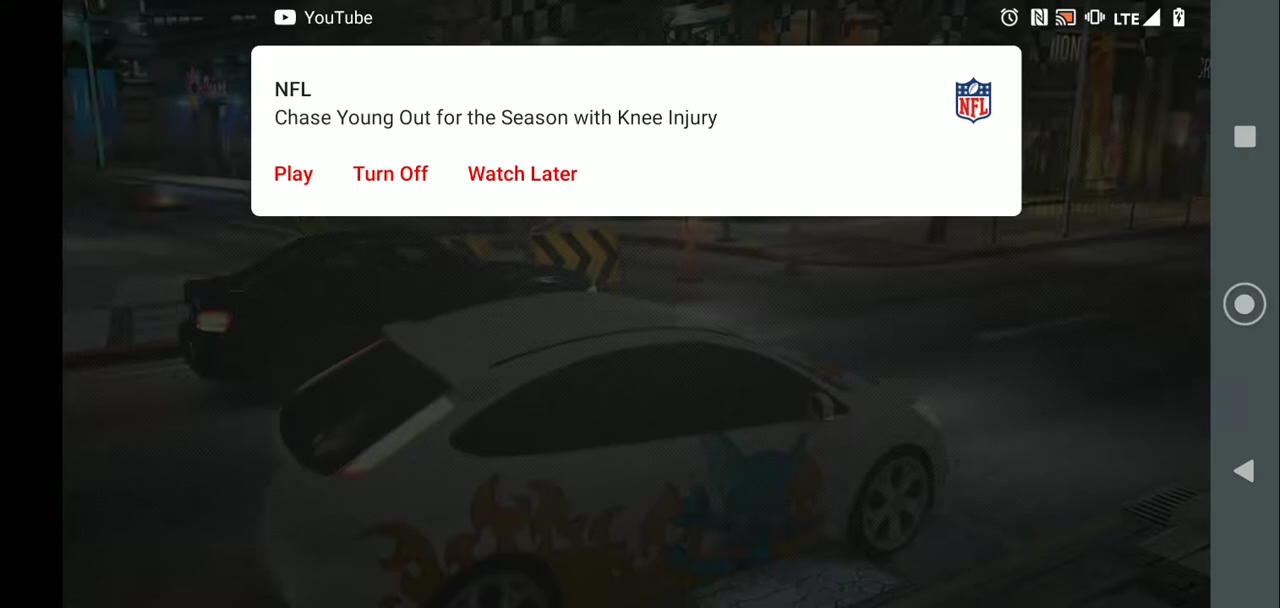 YouTube
LTE
NFL
Chase Young Out for the Season with Knee Injury
NFL
Play Turn Off Watch Later